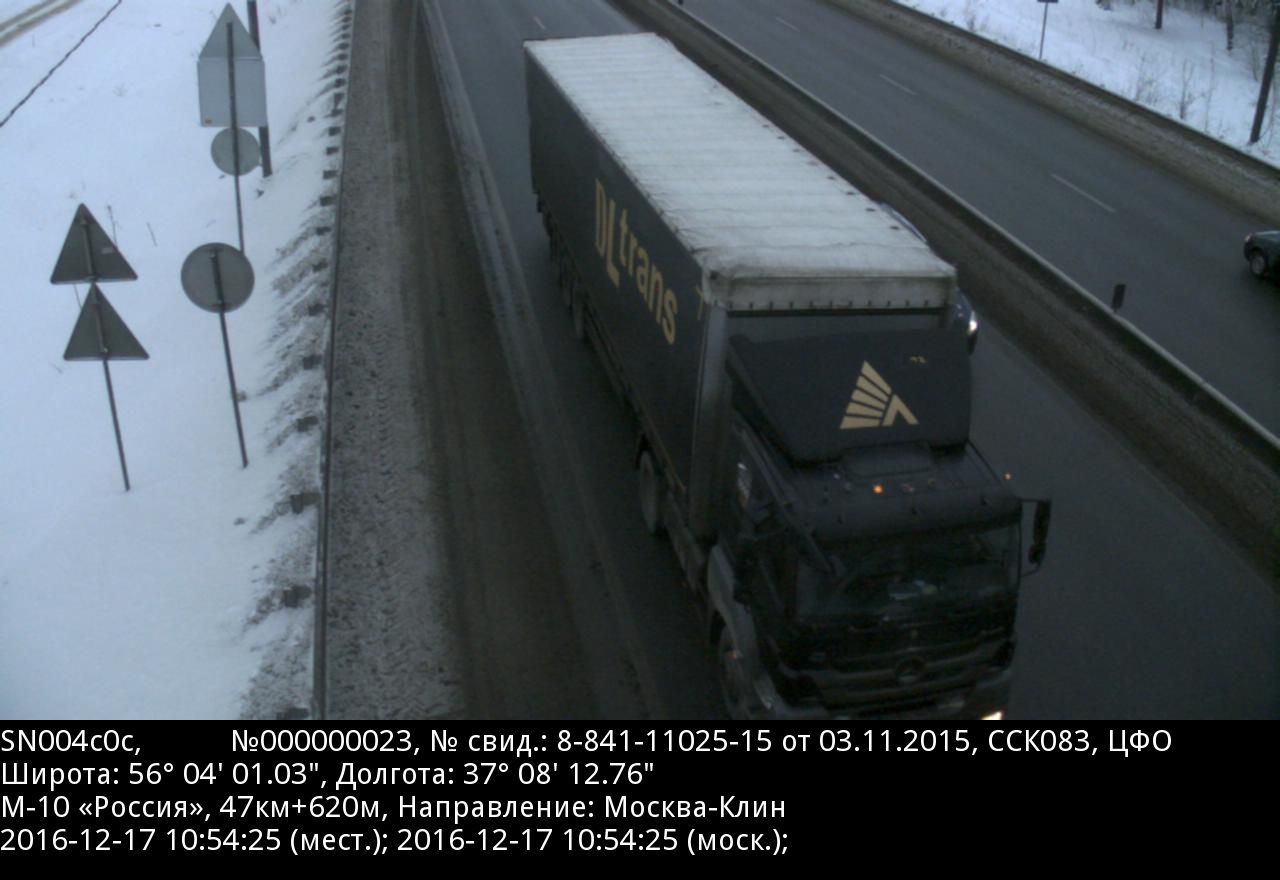 DLtrans
SN004c0c, №000000023, № свид.: 8-841-11025-15 от 03.11.2015, ССК083, ЦФО
Широта: 56° 04' 01.03", Долгота: 37° 08' 12.76"
М-10 «Россия», 47км+620м, Направление: Москва-Клин
2016-12-17 10:54:25 (мест.); 2016-12-17 10:54:25 (моск.);